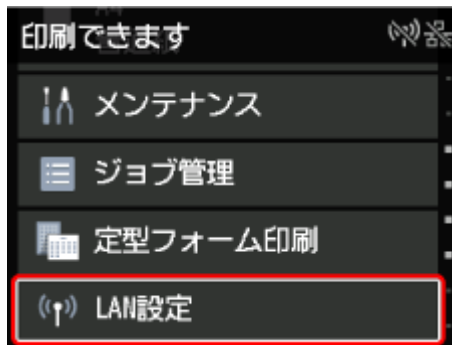 印刷できます
メンテナンス
ジョブ管理
定型フォーム印刷
LAN設定